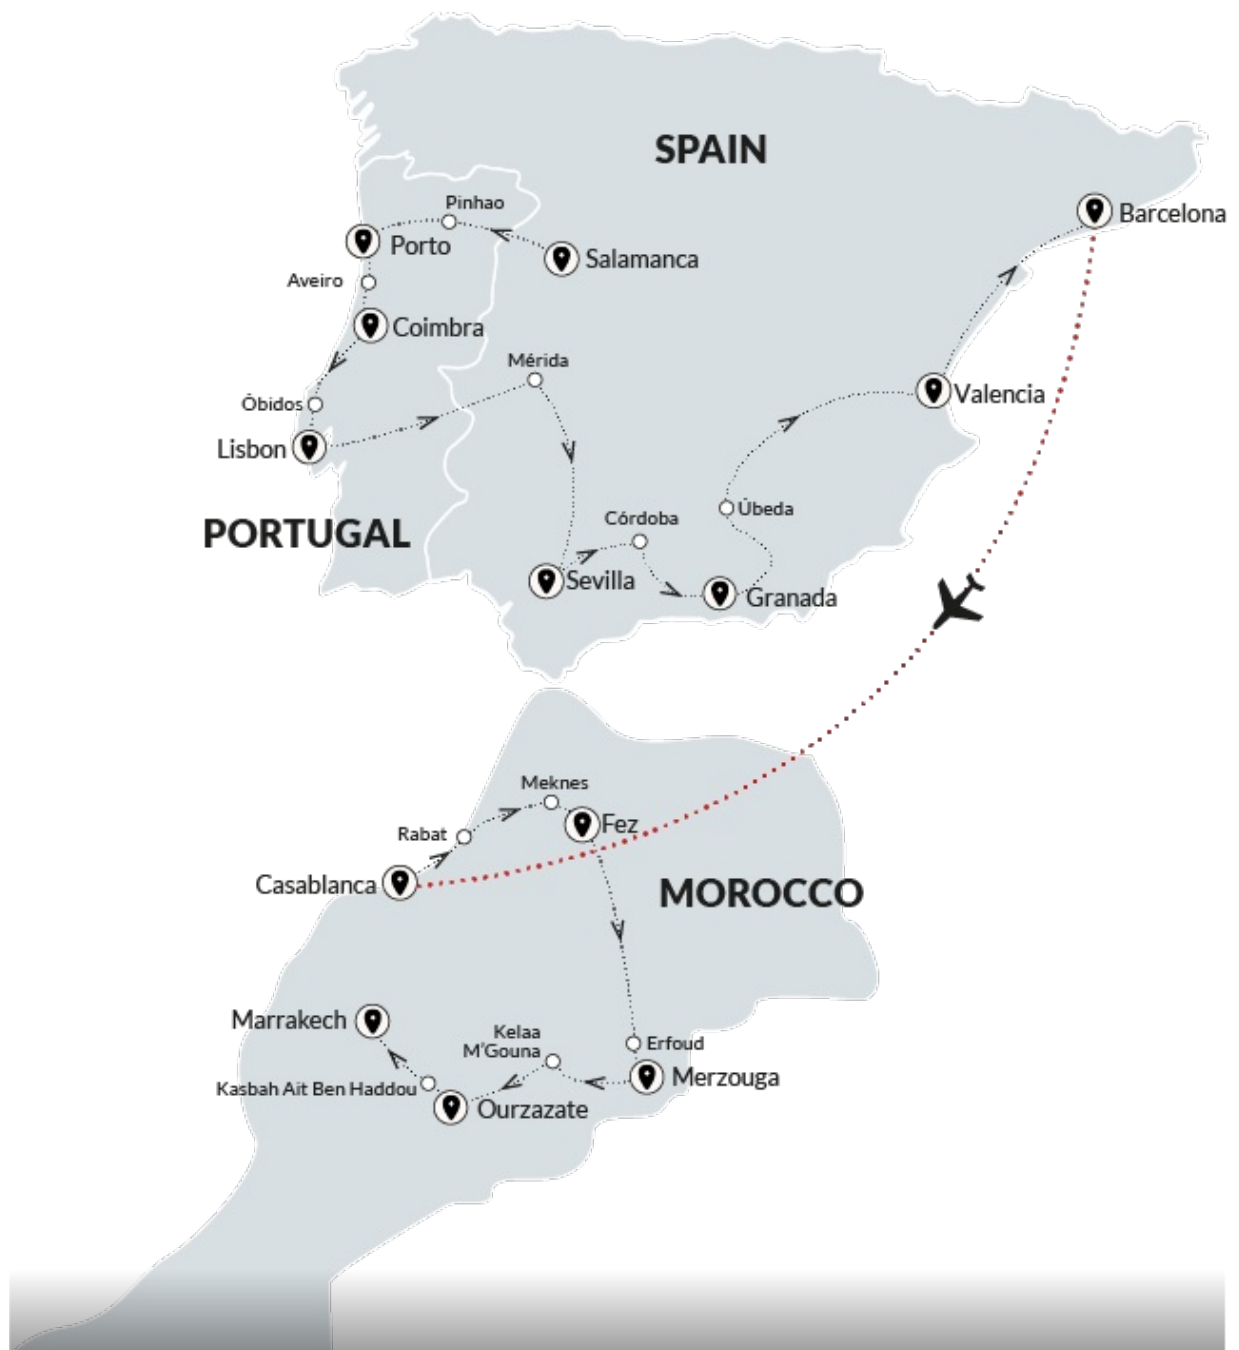 SPAIN
Pinhao
Barcelona
Porto
Salamanca
Aveiro
Coimbra
Mérida
Valencia
Óbidos
Lisbon
Úbeda
Córdoba
PORTUGAL
Sevilla
Granada
Meknes
Fez
Rabat
Casablanca
MOROCCO
Marrakech
Kelaa
M'Gouna
Erfoud
Merzouga
Kasbah Ait Ben Haddou
Ourzazate